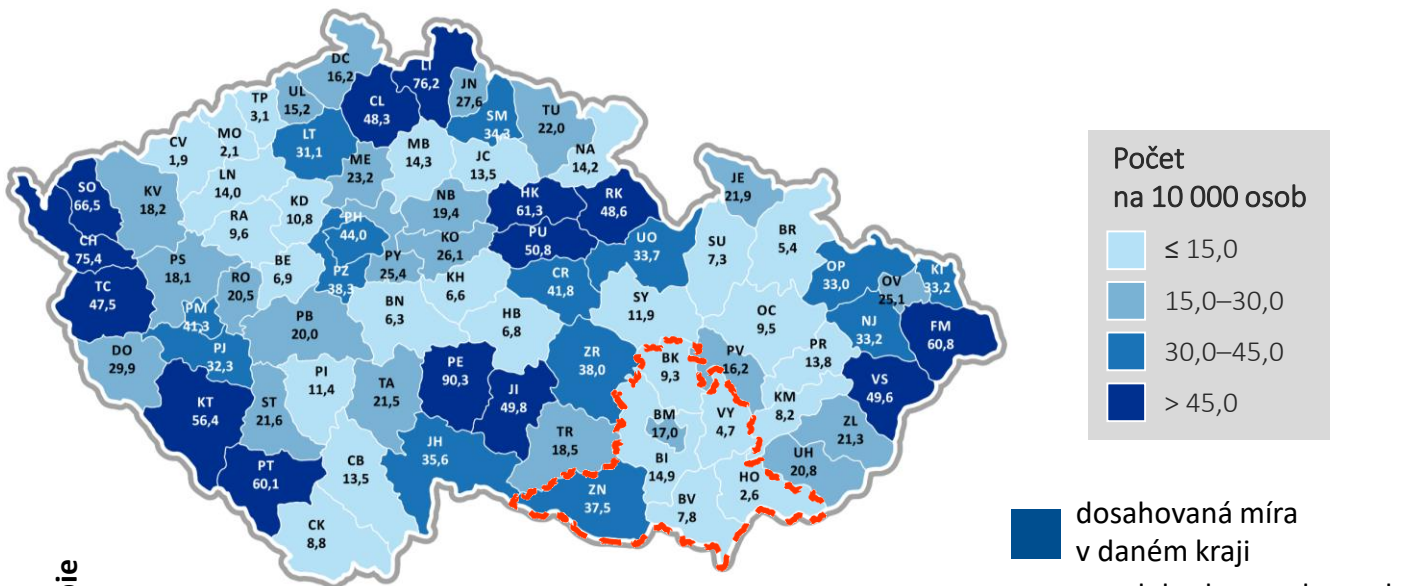 DC
16,2
LI
76,2
JN
27,6
UL
15,2
TP
3,1
CL
48,3
SM
34,3
TU
22,0
CV
1,9
MO
2,1
LT
31,1
MB
14,3
JC
13,5
NA
14,2
ME
23,2
LN
14,0
SO
66,5
KV
18,2
KD
10,8
RA
9,6
NB
19,4
HK
61,3
RK
48,6
JE
21,9
PH
44,0
CH
75,4
KO
26,1
PU
50,8
UO
33,7
SU
7,3
BR
5,4
PS
18,1
BE
6,9
PY
25,4
RO
20,5
PZ
38,3
KH
6,6
CR
41,8
OP
33,0
OV
25,1
KI
33,2
TC
47,5
PM
41,3
BN
6,3
HB
6,8
SY
11,9
OC
9,5
PB
20,0
NJ
33,2
FM
60,8
DO
29,9
PJ
32,3
ZR
38,0
BK
9,3
PV
16,2
PR
13,8
PI
11,4
PE
90,3
JI
49,8
VS
49,6
KT
56,4
ST
21,6
TA
21,5
KM
8,2
BM
17,0
VY
4,7
ZL
21,3
JH
35,6
TR
18,5
UH
20,8
CB
13,5
PT
60,1
BI
14,9
HO
2,6
ZN
37,5
BV
7,8
CK
8,8
Počet
na 10 000 osob
≤ 15,0
15,0–30,0
30,0–45,0
> 45,0
dosahovaná míra
v daném kraji